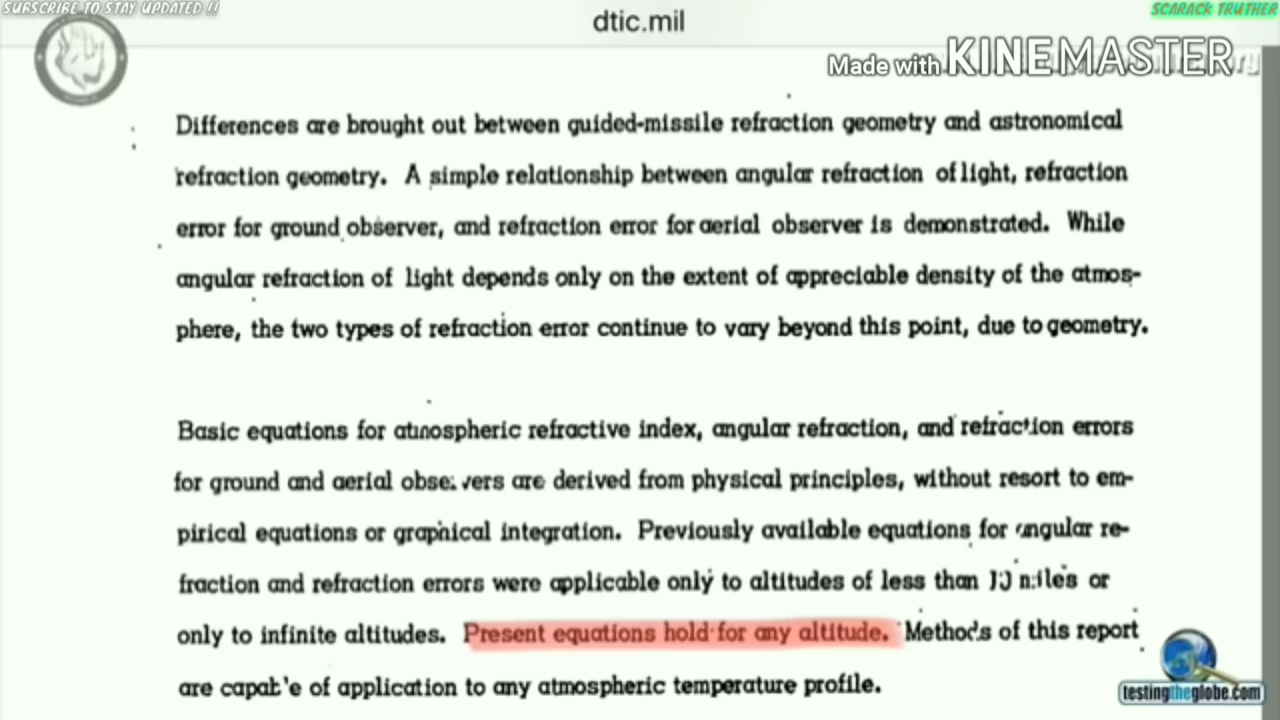 SUBSCRIBE TO STAY UPDATED !!
SCARACK TRUTHER
dtic.mil
Made with KINEMASTER
Differences are brought out between guided-missile refraction geometry and astronomical
refraction geometry. A simple relationship between angular refraction of light, refraction
error for ground observer, and refraction error for aerial observer is demonstrated. While
angular refraction of light depends only on the extent of appreciable density of the atmos-
phere, the two types of refraction error continue to vary beyond this point, due to geometry.
Basic equations for atmospheric refractive index, angular refraction, and refraction errors
for ground and aerial observers are derived from physical principles, without resort to em-
pirical equations or graphical integration. Previously available equations for angular re-
fraction and refraction errors were applicable only to altitudes of less than 10 miles or
only to infinite altitudes. Present equations hold for any altitude. Methods of this report
are capable of application to any atmospheric temperature profile.
testingtheglobe.com